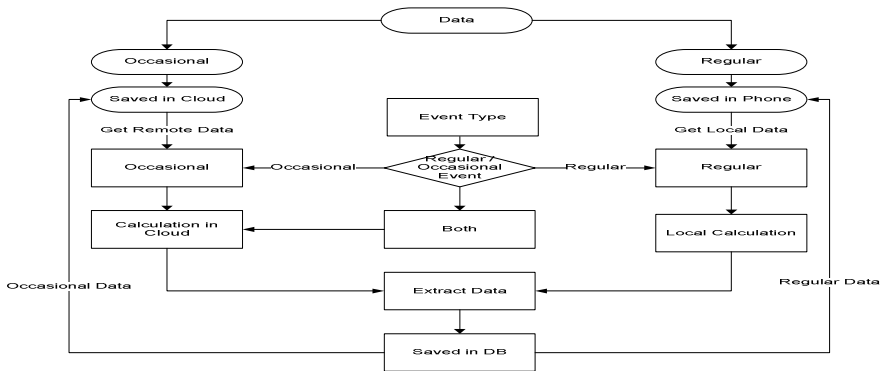 Data
Occasional
Regular
Saved in Cloud
Saved in Phone
Event Type
Get Remote Data
Get Local Data
Occasional
Occasional
Regular /
Occasional
Event
Regular
Regular
Calculation in
Cloud
Both
Local Calculation
Occasional Data
Extract Data
Regular Data
Saved in DB